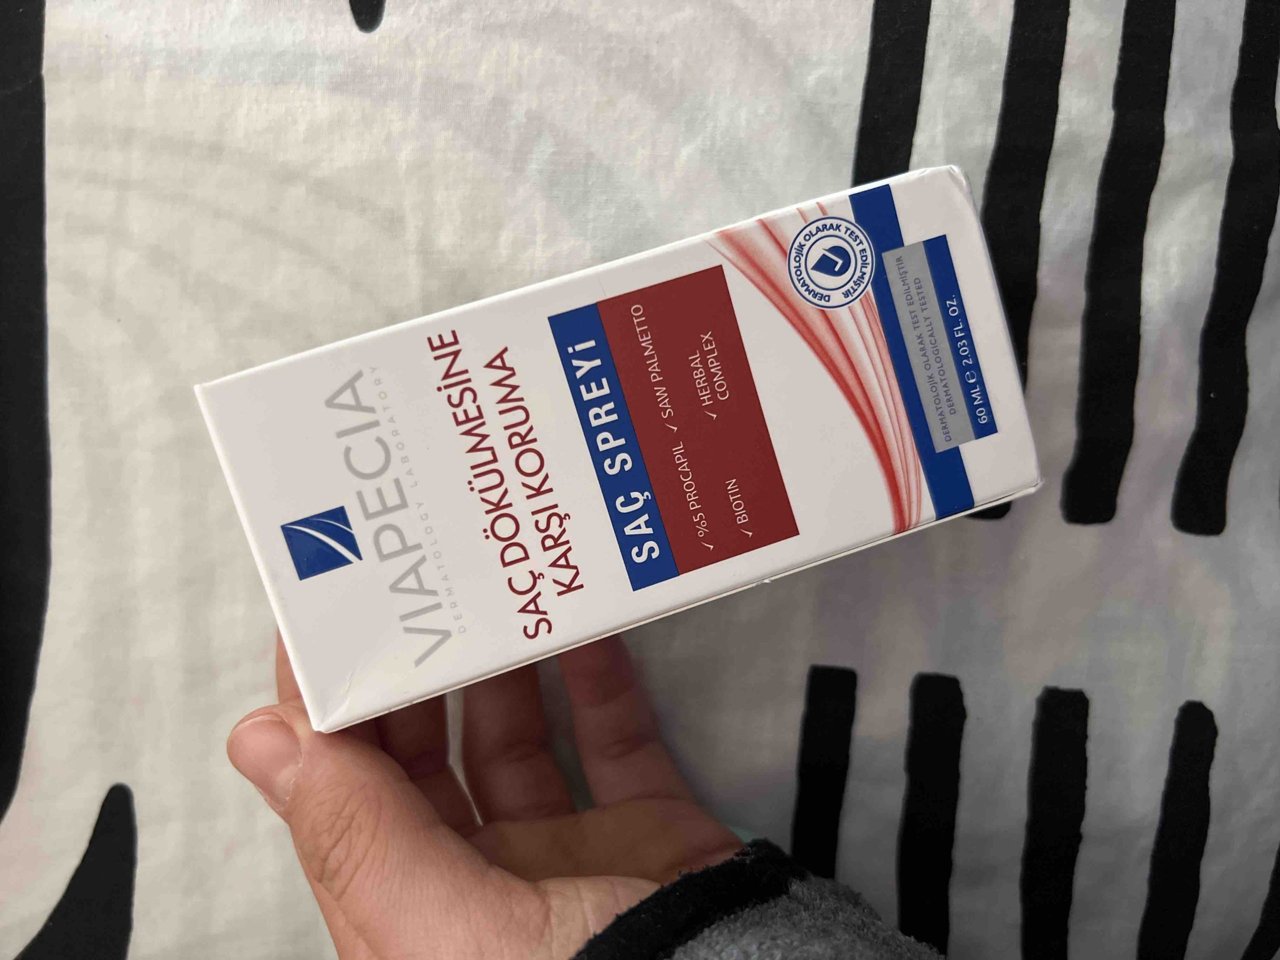 VIAPECIA
DERMATOLOGY LABORATORY
SAÇ DÖKÜLMESİNE
KARŞI KORUMA
SAÇ SPREYi
✓ %5 PROCAPIL ✓ SAW PALMETTO
✓ BIOTIN ✓ HERBAL
COMPLEX
DERMATOLOJİK OLARAK TEST EDİLMİŞTİR
DERMATOLOJİK OLARAK TEST EDİLMİŞTİR
DERMATOLOGICALLY TESTED
60 ML e 2.03 FL. OZ.